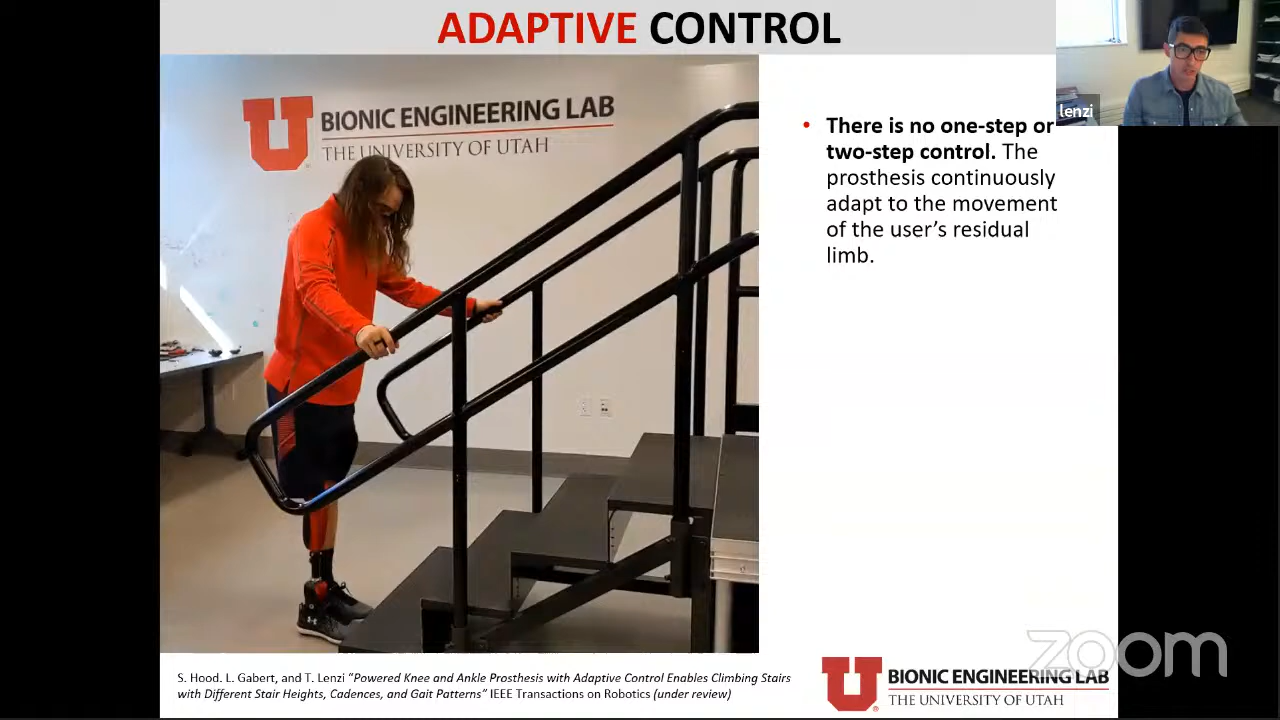 ADAPTIVE CONTROL
lenzi
U BIONIC ENGINEERING LAB
THE UNIVERSITY OF UTAH
• There is no one-step or
two-step control. The
prosthesis continuously
adapt to the movement
of the user's residual
limb.
S. Hood. L. Gabert, and T. Lenzi "Powered Knee and Ankle Prosthesis with Adaptive Control Enables Climbing Stairs
with Different Stair Heights, Cadences, and Gait Patterns" IEEE Transactions on Robotics (under review)
U BIONIC ENGINEERING LAB
THE UNIVERSITY OF UTAH
zoom